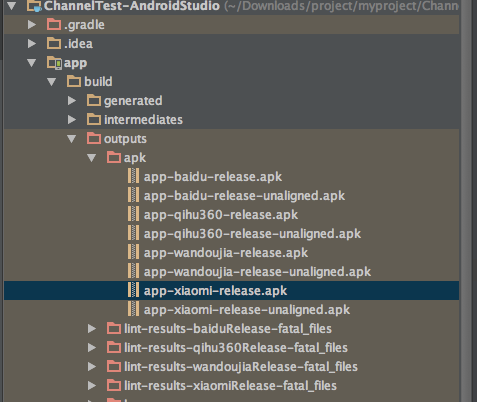 ChannelTest-AndroidStudio (~/Downloads/project/myproject/Chann
.gradle
.idea
app
build
generated
intermediates
outputs
apk
app-baidu-release.apk
app-baidu-release-unaligned.apk
app-qihu360-release.apk
app-qihu360-release-unaligned.apk
app-wandoujia-release.apk
app-wandoujia-release-unaligned.apk
app-xiaomi-release.apk
app-xiaomi-release-unaligned.apk
lint-results-baiduRelease-fatal_files
lint-results-qihu360Release-fatal_files
lint-results-wandoujiaRelease-fatal_files
lint-results-xiaomiRelease-fatal_files